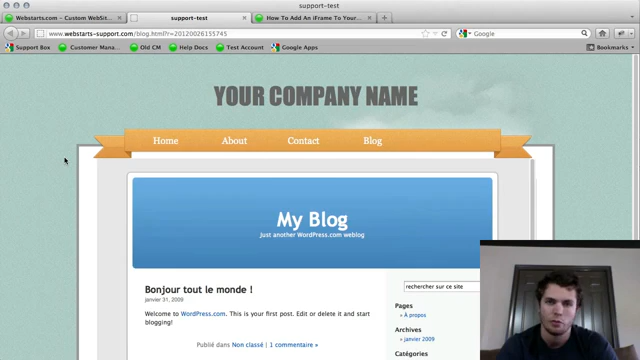 support-test
Webstarts.com – Custom WebSit...
support-test
How To Add An iFrame To Your...
www.webstarts-support.com/blog.html?r=20120026155745
Google
Support Box
Customer Mana...
Old CM
Help Docs
Test Account
Google Apps
Bookmarks
YOUR COMPANY NAME
Home About Contact Blog
My Blog
Just another WordPress.com weblog
Bonjour tout le monde !
janvier 31, 2009
Welcome to WordPress.com. This is your first post. Edit or delete it and start
blogging!
Publié dans Non classé | 1 commentaire »
rechercher sur ce site
Pages
» À propos
Archives
» janvier 2009
Catégories